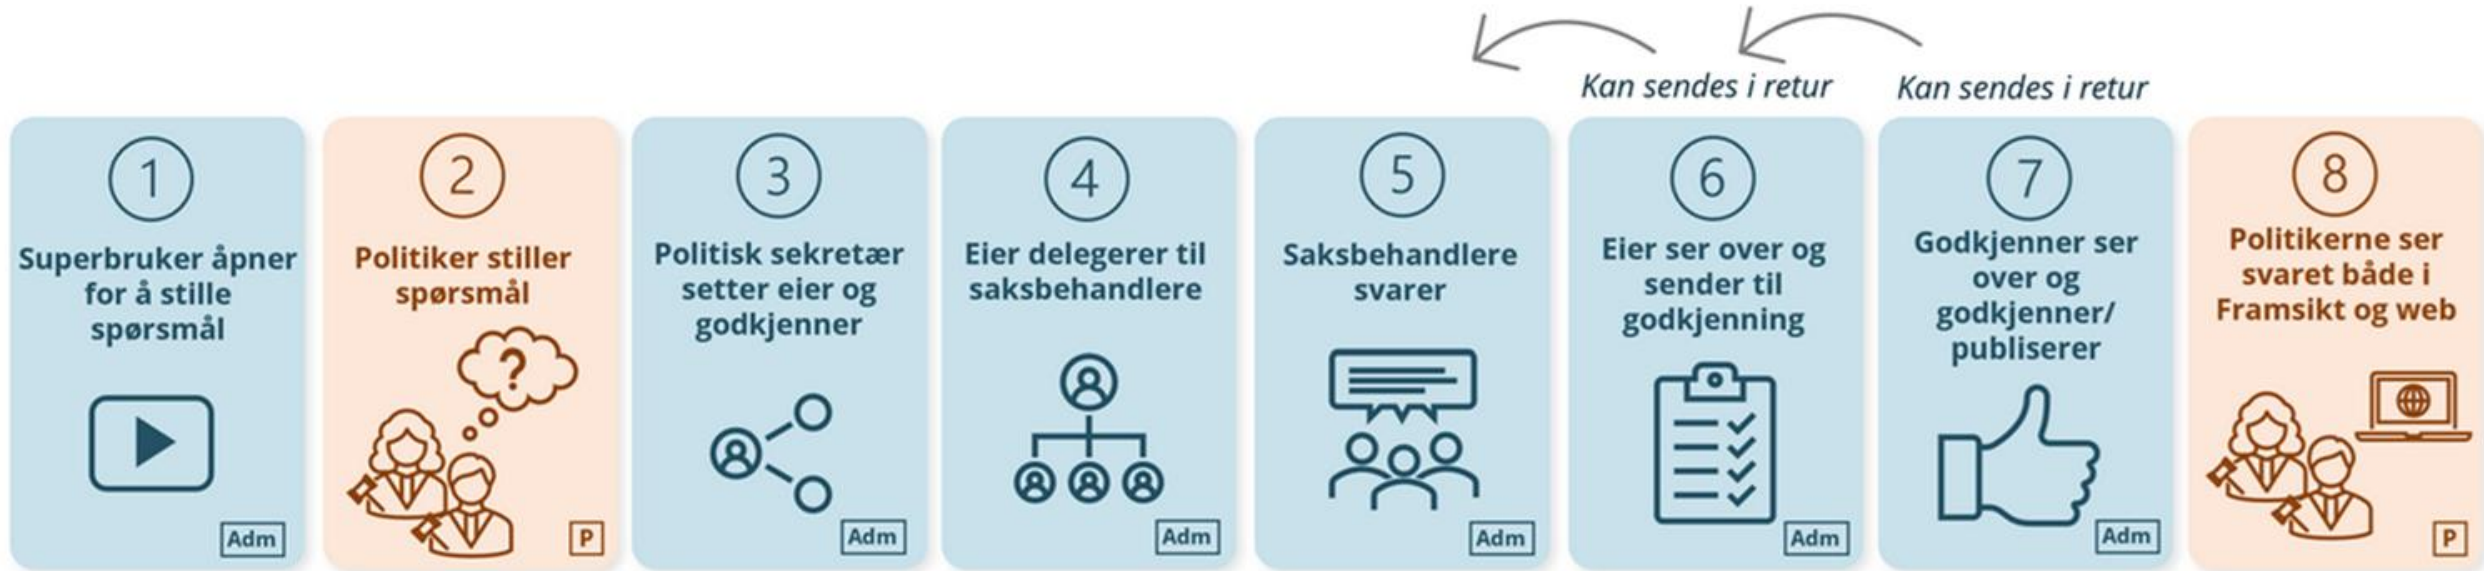 Kan sendes i retur
Kan sendes i retur
1
Superbruker åpner
for å stille
spørsmål
Adm
2
Politiker stiller
spørsmål
?
P
3
Politisk sekretær
setter eier og
godkjenner
Adm
4
Eier delegerer til
saksbehandlere
Adm
5
Saksbehandlere
svarer
Adm
6
Eier ser over og
sender til
godkjenning
Adm
7
Godkjenner ser
over og
godkjenner/
publiserer
Adm
8
Politikerne ser
svaret både i
Framsikt og web
P